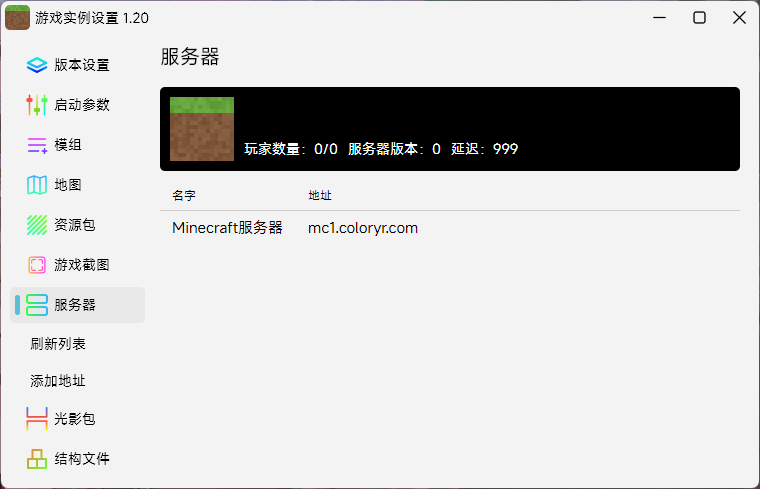 游戏实例设置 1.20
版本设置
启动参数
模组
地图
资源包
游戏截图
服务器
刷新列表
添加地址
光影包
结构文件
服务器
玩家数量：0/0 服务器版本：0 延迟：999
名字 地址
Minecraft服务器 mc1.coloryr.com